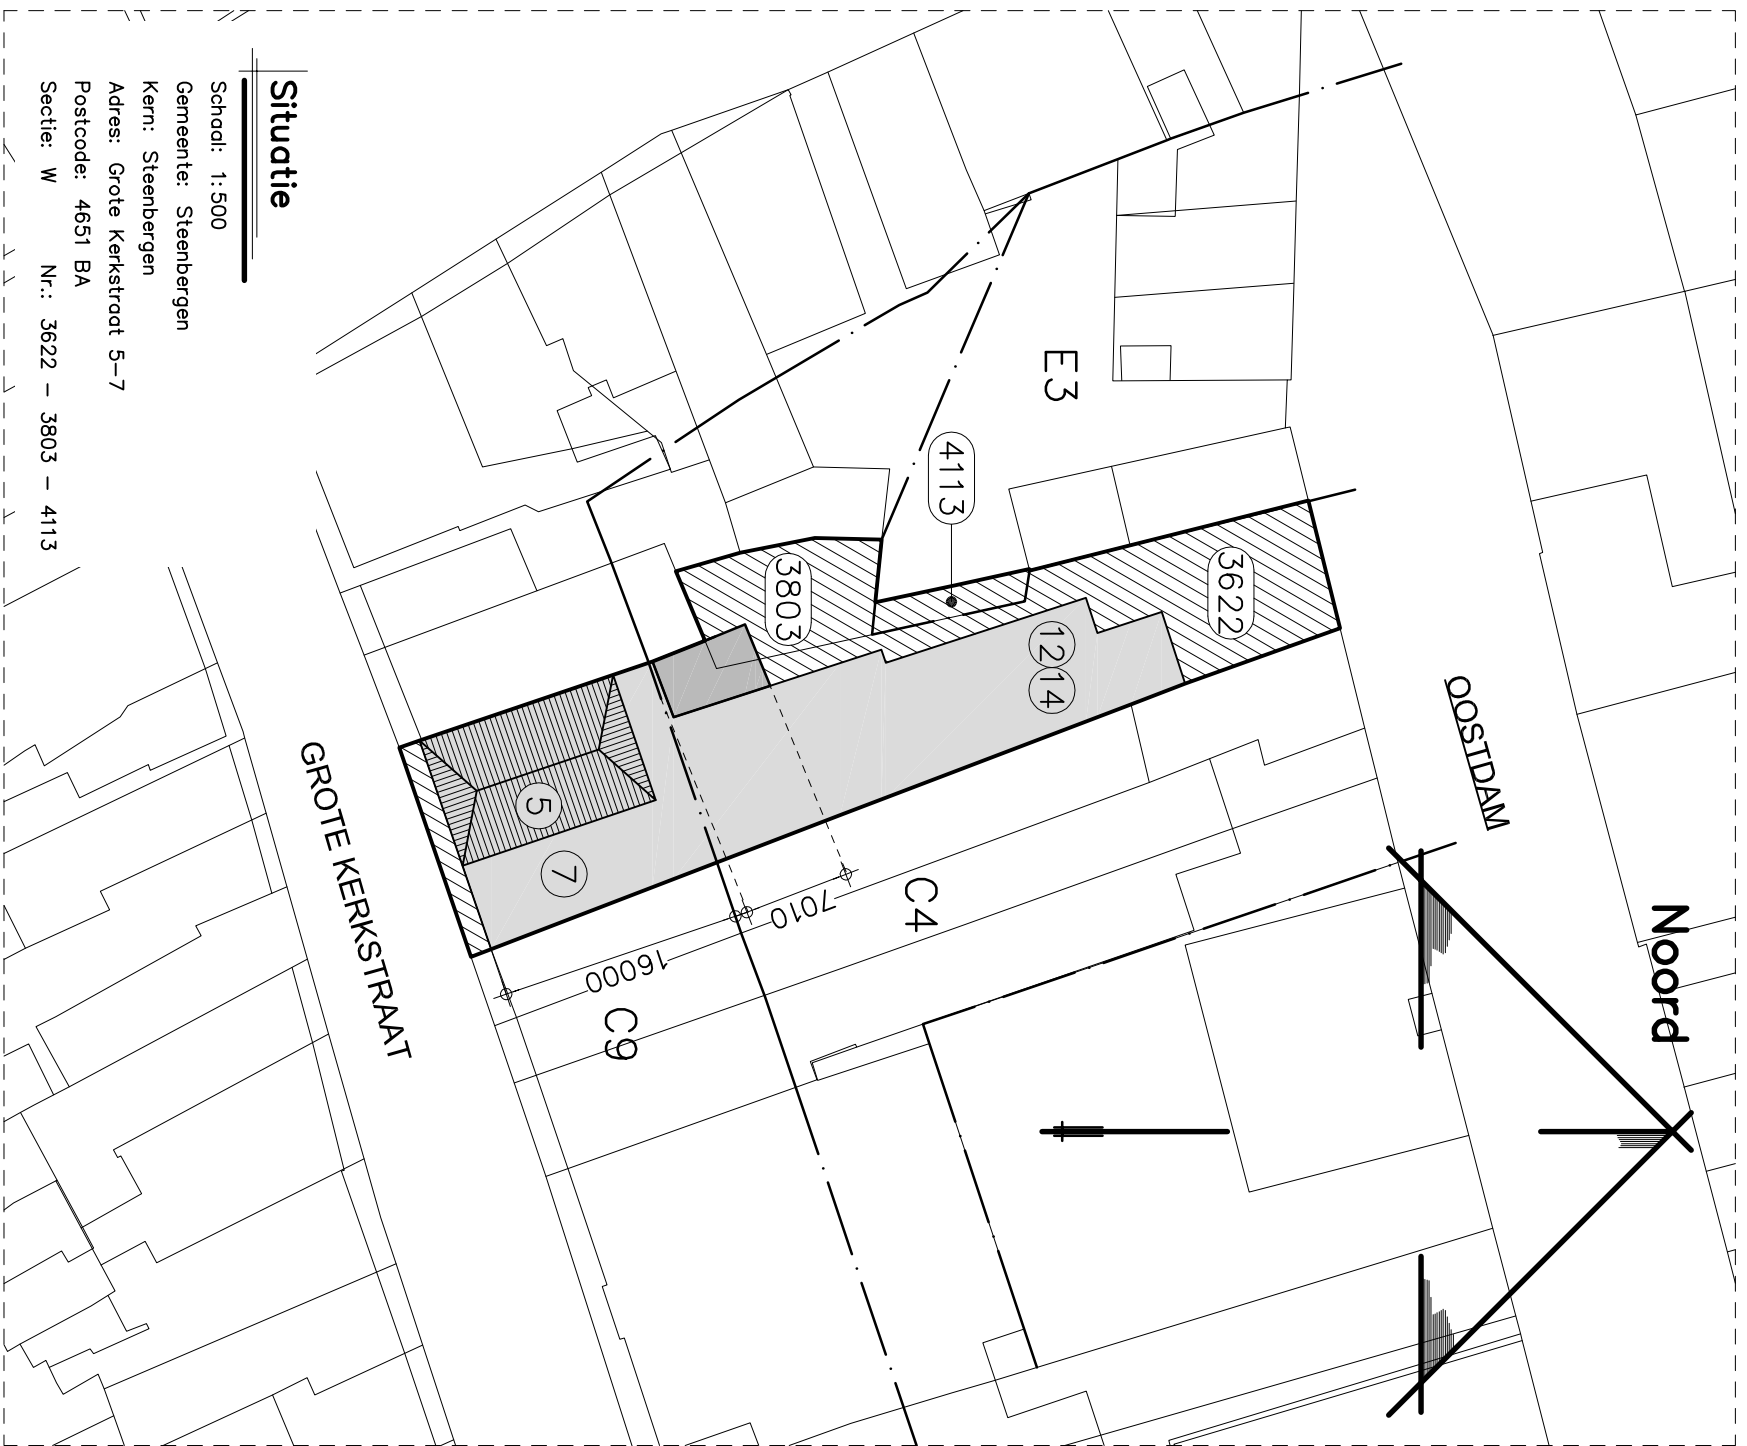 Situatie
Schaal: 1:500
Gemeente: Steenbergen
Kern: Steenbergen
Adres: Grote Kerkstraat 5-7
Postcode: 4651 BA
Sectie: W Nr.: 3622 - 3803 - 4113
Noord
OOSTDAM
E3
4113
3622
3803
12 14
5
7
C4
7010
16000
C9
GROTE KERKSTRAAT